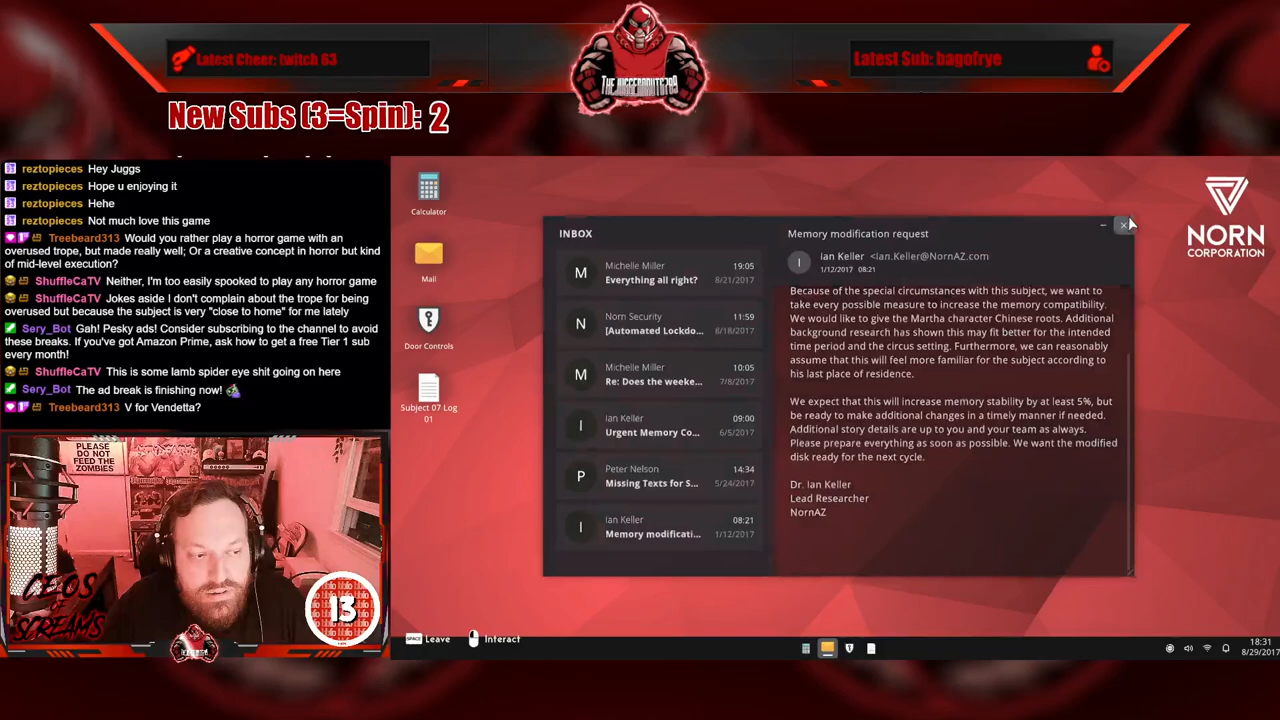 Latest Cheer: twitch 63
THEJUGGERNAUT6789
Latest Sub: bagofrye
New Subs (3=Spin): 2
reztopieces Hey Juggs
reztopieces Hope u enjoying it
reztopieces Hehe
reztopieces Not much love this game
Treebeard313 Would you rather play a horror game with an
overused trope, but made really well; Or a creative concept in horror but kind
of mid-level execution?
ShuffleCaTV Neither, I'm too easily spooked to play any horror game
ShuffleCaTV Jokes aside I don't complain about the trope for being
overused but because the subject is very "close to home" for me lately
Sery_Bot Gah! Pesky ads! Consider subscribing to the channel to avoid
these breaks. If you've got Amazon Prime, ask how to get a free Tier 1 sub
every month!
ShuffleCaTV This is some lamb spider eye shit going on here
Sery_Bot The ad break is finishing now!
Treebeard313 V for Vendetta?
Calculator
Mail
Door Controls
Subject 07 Log
01
NORN
CORPORATION
INBOX
M
Michelle Miller 19:05
Everything all right? 8/21/2017
N
Norn Security 11:59
[Automated Lockdo... 8/18/2017
M
Michelle Miller 10:05
Re: Does the weeke... 7/8/2017
I
Ian Keller 09:00
Urgent Memory Co... 6/5/2017
P
Peter Nelson 14:34
Missing Texts for S... 5/24/2017
I
Ian Keller 08:21
Memory modificati... 1/12/2017
Memory modification request
I
Ian Keller <Ian.Keller@NornAZ.com>
1/12/2017 08:21
Because of the special circumstances with this subject, we want to
take every possible measure to increase the memory compatibility.
We would like to give the Martha character Chinese roots. Additional
background research has shown this may fit better for the intended
time period and the circus setting. Furthermore, we can reasonably
assume that this will feel more familiar for the subject according to
his last place of residence.
We expect that this will increase memory stability by at least 5%, but
be ready to make additional changes in a timely manner if needed.
Additional story details are up to you and your team as always.
Please prepare everything as soon as possible. We want the modified
disk ready for the next cycle.
Dr. Ian Keller
Lead Researcher
NornAZ
PLEASE
DO NOT
FEED THE
ZOMBIES
CEOS
OF
SCREAMS
13
SPACE Leave Interact
18:31
8/29/2017